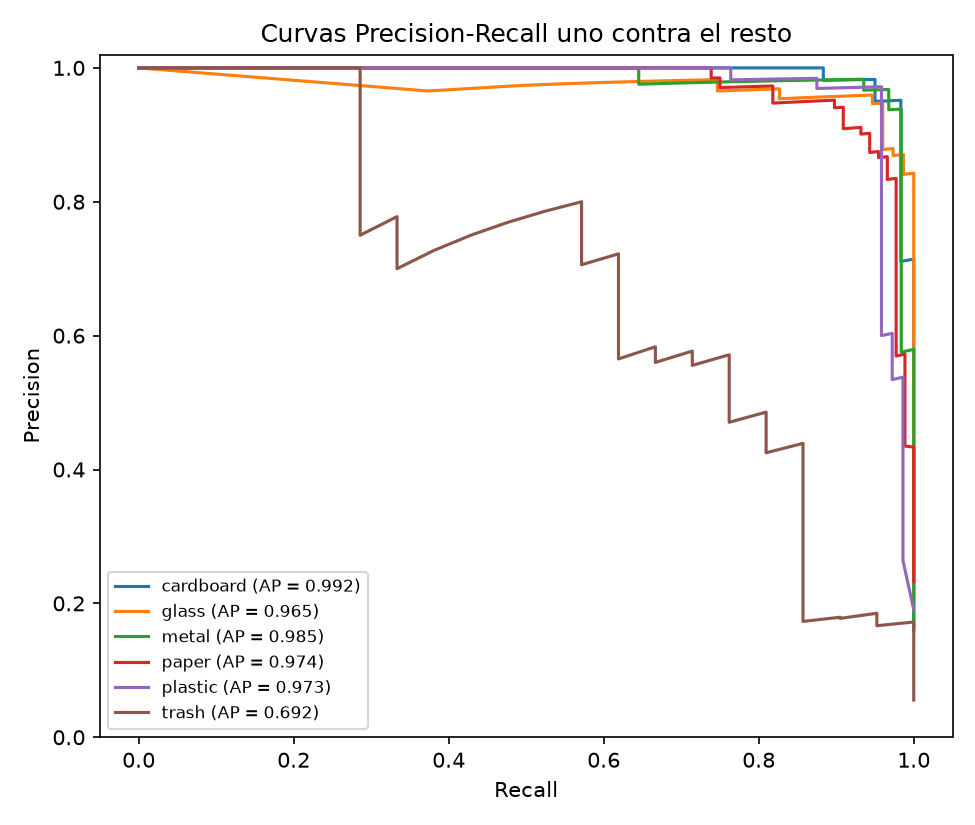 Curvas Precision-Recall uno contra el resto
1.0
0.8
0.6
0.4
0.2
0.0
Precision
cardboard (AP = 0.992)
glass (AP = 0.965)
metal (AP = 0.985)
paper (AP = 0.974)
plastic (AP = 0.973)
trash (AP = 0.692)
0.0 0.2 0.4 0.6 0.8 1.0
Recall